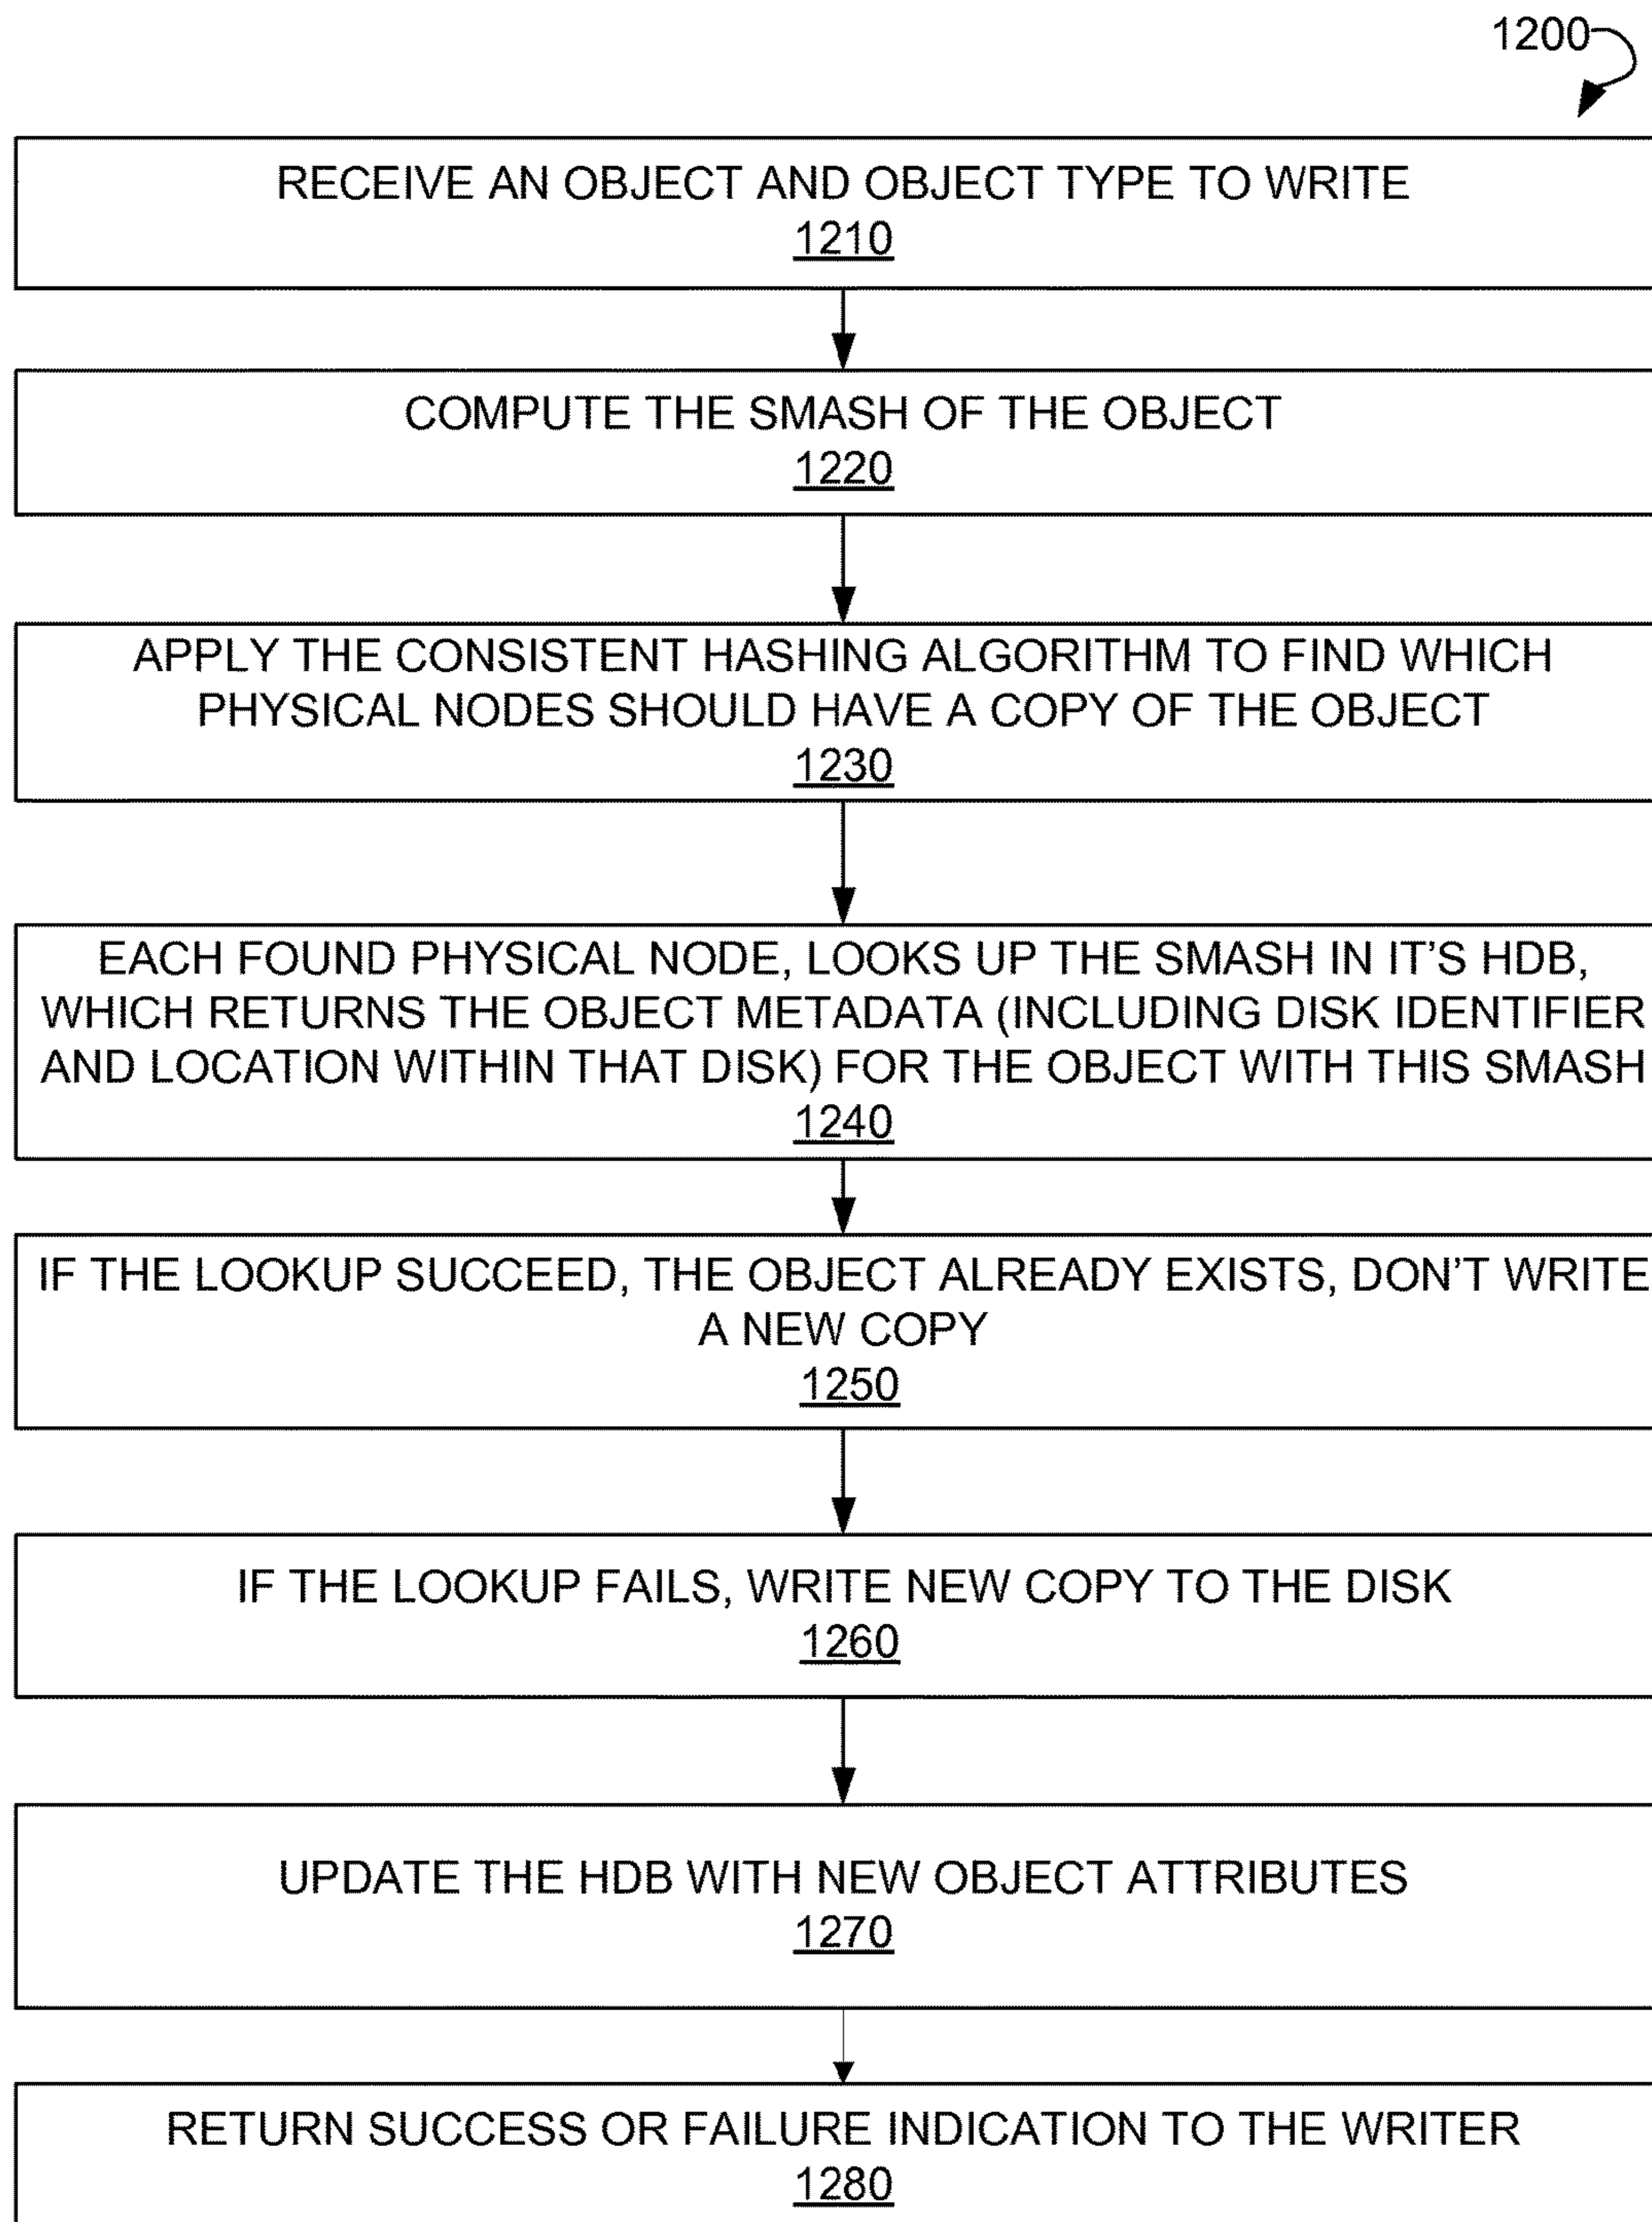 1200
RECEIVE AN OBJECT AND OBJECT TYPE TO WRITE
1210
COMPUTE THE SMASH OF THE OBJECT
1220
APPLY THE CONSISTENT HASHING ALGORITHM TO FIND WHICH
PHYSICAL NODES SHOULD HAVE A COPY OF THE OBJECT
1230
EACH FOUND PHYSICAL NODE, LOOKS UP THE SMASH IN IT'S HDB,
WHICH RETURNS THE OBJECT METADATA (INCLUDING DISK IDENTIFIER
AND LOCATION WITHIN THAT DISK) FOR THE OBJECT WITH THIS SMASH
1240
IF THE LOOKUP SUCCEED, THE OBJECT ALREADY EXISTS, DON'T WRITE
A NEW COPY
1250
IF THE LOOKUP FAILS, WRITE NEW COPY TO THE DISK
1260
UPDATE THE HDB WITH NEW OBJECT ATTRIBUTES
1270
RETURN SUCCESS OR FAILURE INDICATION TO THE WRITER
1280